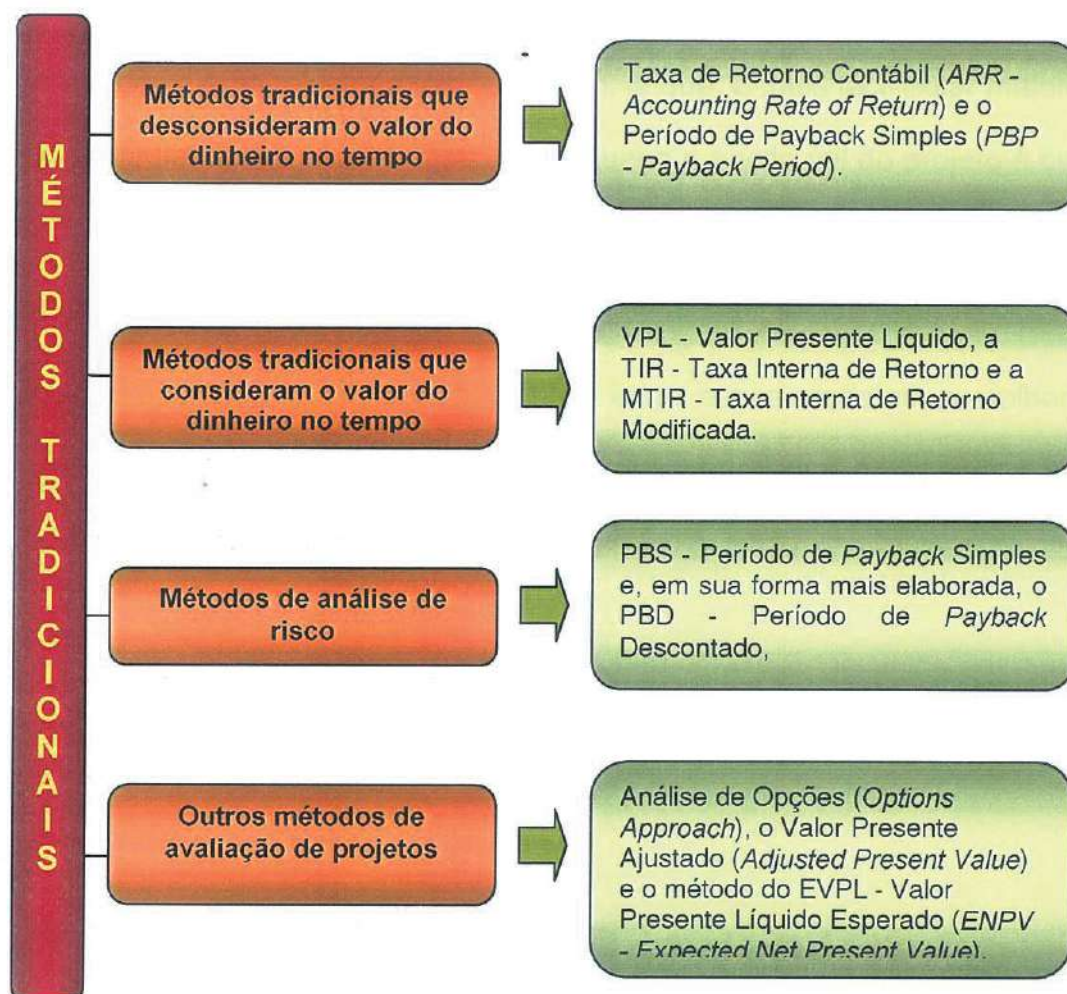 MÉTODOS TRADICIONAIS
Métodos tradicionais que
desconsideram o valor do
dinheiro no tempo
Taxa de Retorno Contábil (ARR -
Accounting Rate of Return) e o
Período de Payback Simples (PBP
- Payback Period).
Métodos tradicionais que
consideram o valor do
dinheiro no tempo
VPL - Valor Presente Líquido, a
TIR - Taxa Interna de Retorno e a
MTIR - Taxa Interna de Retorno
Modificada.
Métodos de análise de
risco
PBS - Período de Payback Simples
e, em sua forma mais elaborada, o
PBD - Período de Payback
Descontado,
Outros métodos de
avaliação de projetos
Análise de Opções (Options
Approach), o Valor Presente
Ajustado (Adjusted Present Value)
e o método do EVPL - Valor
Presente Líquido Esperado (ENPV
- Expected Net Present Value).